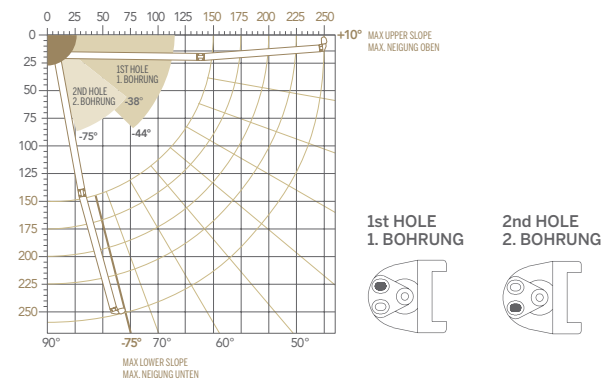 0 25 50 75 100 125 150 175 200 225 250
0
25
50
75
100
125
150
175
200
225
250
+10° MAX UPPER SLOPE
MAX. NEIGUNG OBEN
1ST HOLE
1. BOHRUNG
2ND HOLE
2. BOHRUNG
-38°
-44°
-75°
90° -75° 70° 60° 50°
MAX LOWER SLOPE
MAX. NEIGUNG UNTEN
1st HOLE
1. BOHRUNG
2nd HOLE
2. BOHRUNG